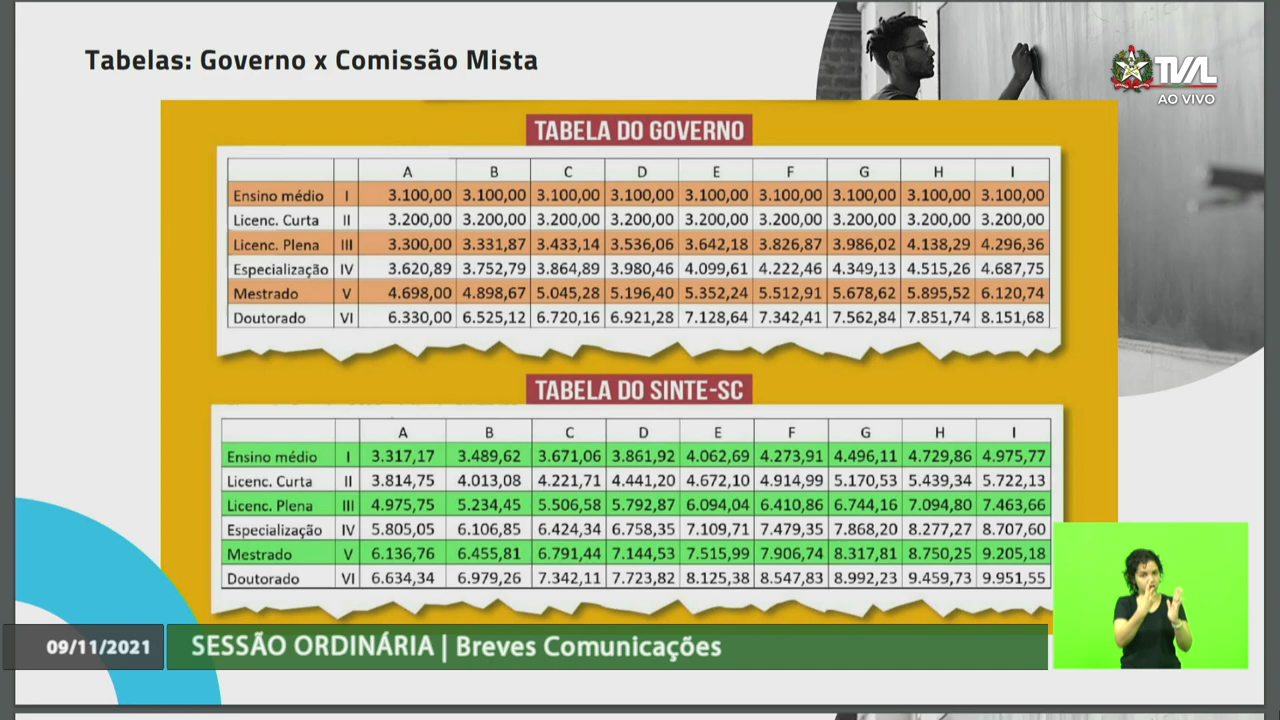 Tabelas: Governo x Comissão Mista
TVAL
AO VIVO
TABELA DO GOVERNO
A B C D E F G H I
Ensino médio I 3.100,00 3.100,00 3.100,00 3.100,00 3.100,00 3.100,00 3.100,00 3.100,00 3.100,00
Licenc. Curta II 3.200,00 3.200,00 3.200,00 3.200,00 3.200,00 3.200,00 3.200,00 3.200,00 3.200,00
Licenc. Plena III 3.300,00 3.331,87 3.433,14 3.536,06 3.642,18 3.826,87 3.986,02 4.138,29 4.296,36
Especialização IV 3.620,89 3.752,79 3.864,89 3.980,46 4.099,61 4.222,46 4.349,13 4.515,26 4.687,75
Mestrado V 4.698,00 4.898,67 5.045,28 5.196,40 5.352,24 5.512,91 5.678,62 5.895,52 6.120,74
Doutorado VI 6.330,00 6.525,12 6.720,16 6.921,28 7.128,64 7.342,41 7.562,84 7.851,74 8.151,68
TABELA DO SINTE-SC
A B C D E F G H I
Ensino médio I 3.317,17 3.489,62 3.671,06 3.861,92 4.062,69 4.273,91 4.496,11 4.729,86 4.975,77
Licenc. Curta II 3.814,75 4.013,08 4.221,71 4.441,20 4.672,10 4.914,99 5.170,53 5.439,34 5.722,13
Licenc. Plena III 4.975,75 5.234,45 5.506,58 5.792,87 6.094,04 6.410,86 6.744,16 7.094,80 7.463,66
Especialização IV 5.805,05 6.106,85 6.424,34 6.758,35 7.109,71 7.479,35 7.868,20 8.277,27 8.707,60
Mestrado V 6.136,76 6.455,81 6.791,44 7.144,53 7.515,99 7.906,74 8.317,81 8.750,25 9.205,18
Doutorado VI 6.634,34 6.979,26 7.342,11 7.723,82 8.125,38 8.547,83 8.992,23 9.459,73 9.951,55
09/11/2021 SESSÃO ORDINÁRIA | Breves Comunicações